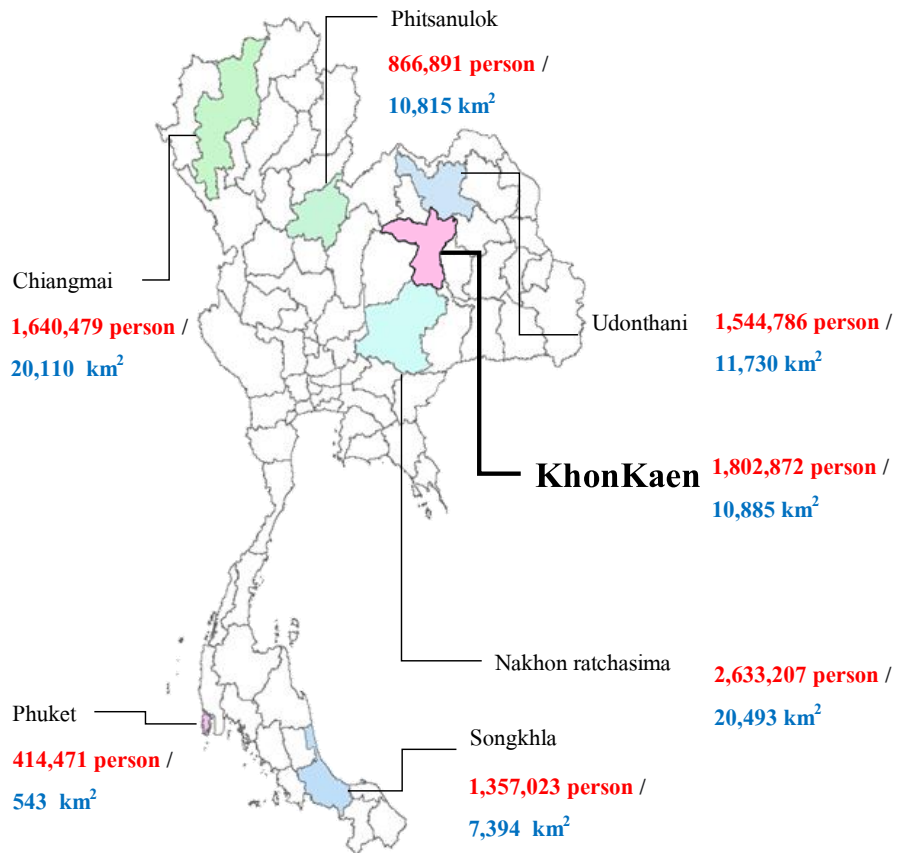 Phitsanulok
866,891 person /
10,815 km²
Chiangmai
1,640,479 person /
20,110 km²
Udonthani
1,544,786 person /
11,730 km²
KhonKaen
1,802,872 person /
10,885 km²
Nakhon ratchasima
2,633,207 person /
20,493 km²
Phuket
414,471 person /
543 km²
Songkhla
1,357,023 person /
7,394 km²